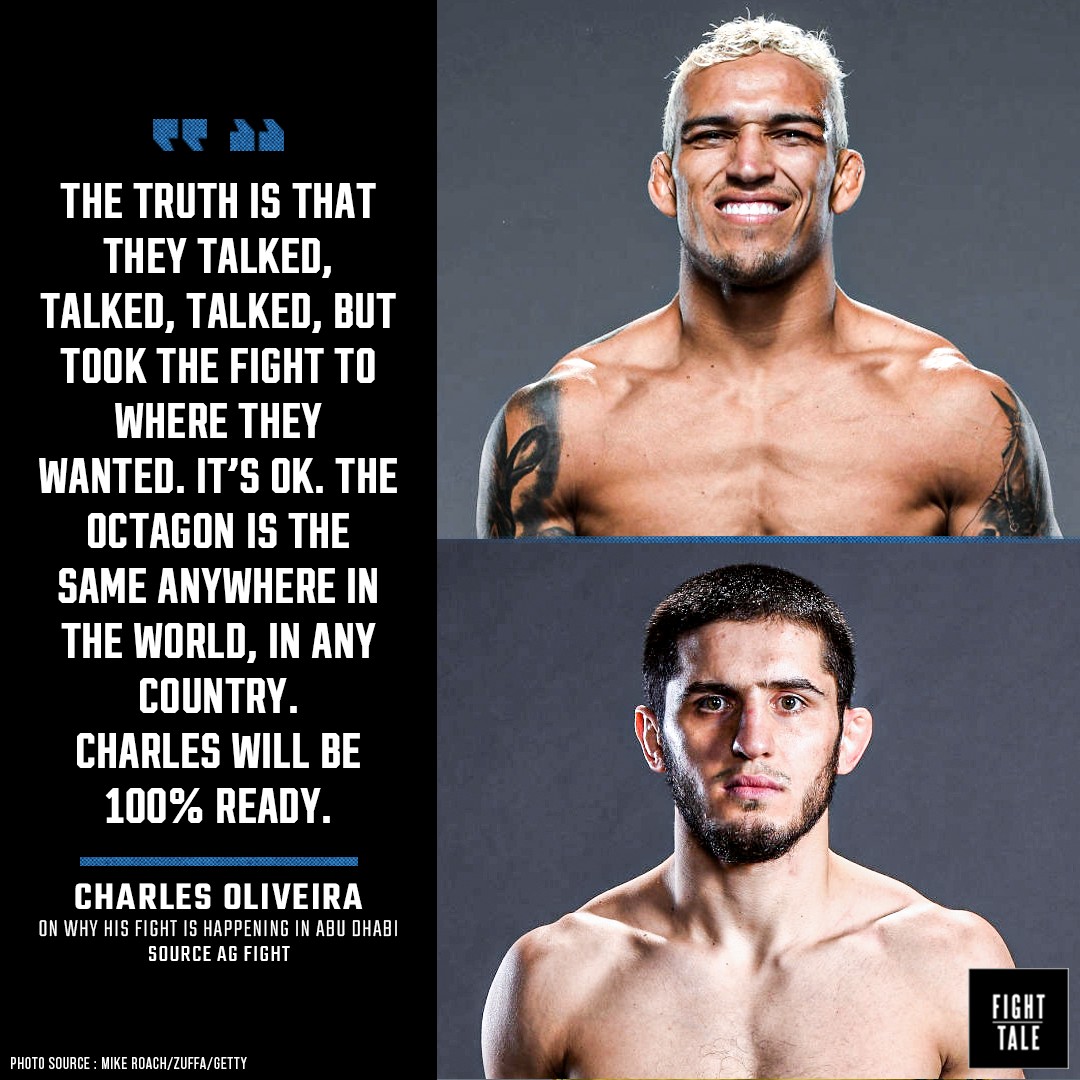 THE TRUTH IS THAT
THEY TALKED,
TALKED, TALKED, BUT
TOOK THE FIGHT TO
WHERE THEY
WANTED. IT'S OK. THE
OCTAGON IS THE
SAME ANYWHERE IN
THE WORLD, IN ANY
COUNTRY.
CHARLES WILL BE
100% READY.
CHARLES OLIVEIRA
ON WHY HIS FIGHT IS HAPPENING IN ABU DHABI
SOURCE AG FIGHT
PHOTO SOURCE : MIKE ROACH/ZUFFA/GETTY
FIGHT
TALE